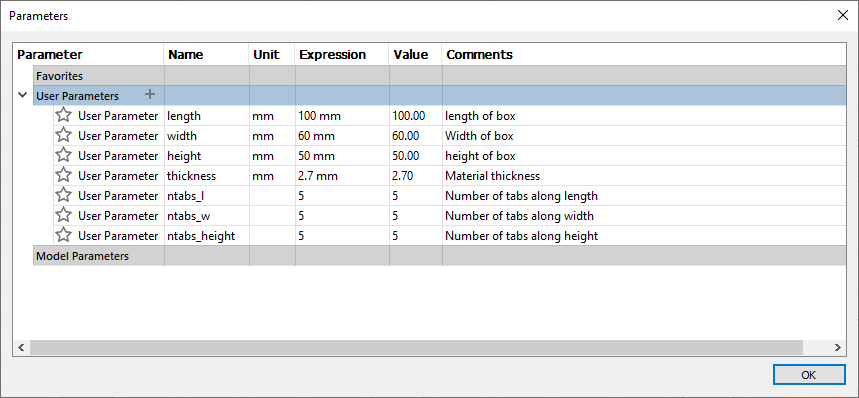 Parameters
Parameter Name Unit Expression Value Comments
Favorites
User Parameters +
User Parameter length mm 100 mm 100.00 length of box
User Parameter width mm 60 mm 60.00 Width of box
User Parameter height mm 50 mm 50.00 height of box
User Parameter thickness mm 2.7 mm 2.70 Material thickness
User Parameter ntabs_l 5 5 Number of tabs along length
User Parameter ntabs_w 5 5 Number of tabs along width
User Parameter ntabs_height 5 5 Number of tabs along height
Model Parameters
OK